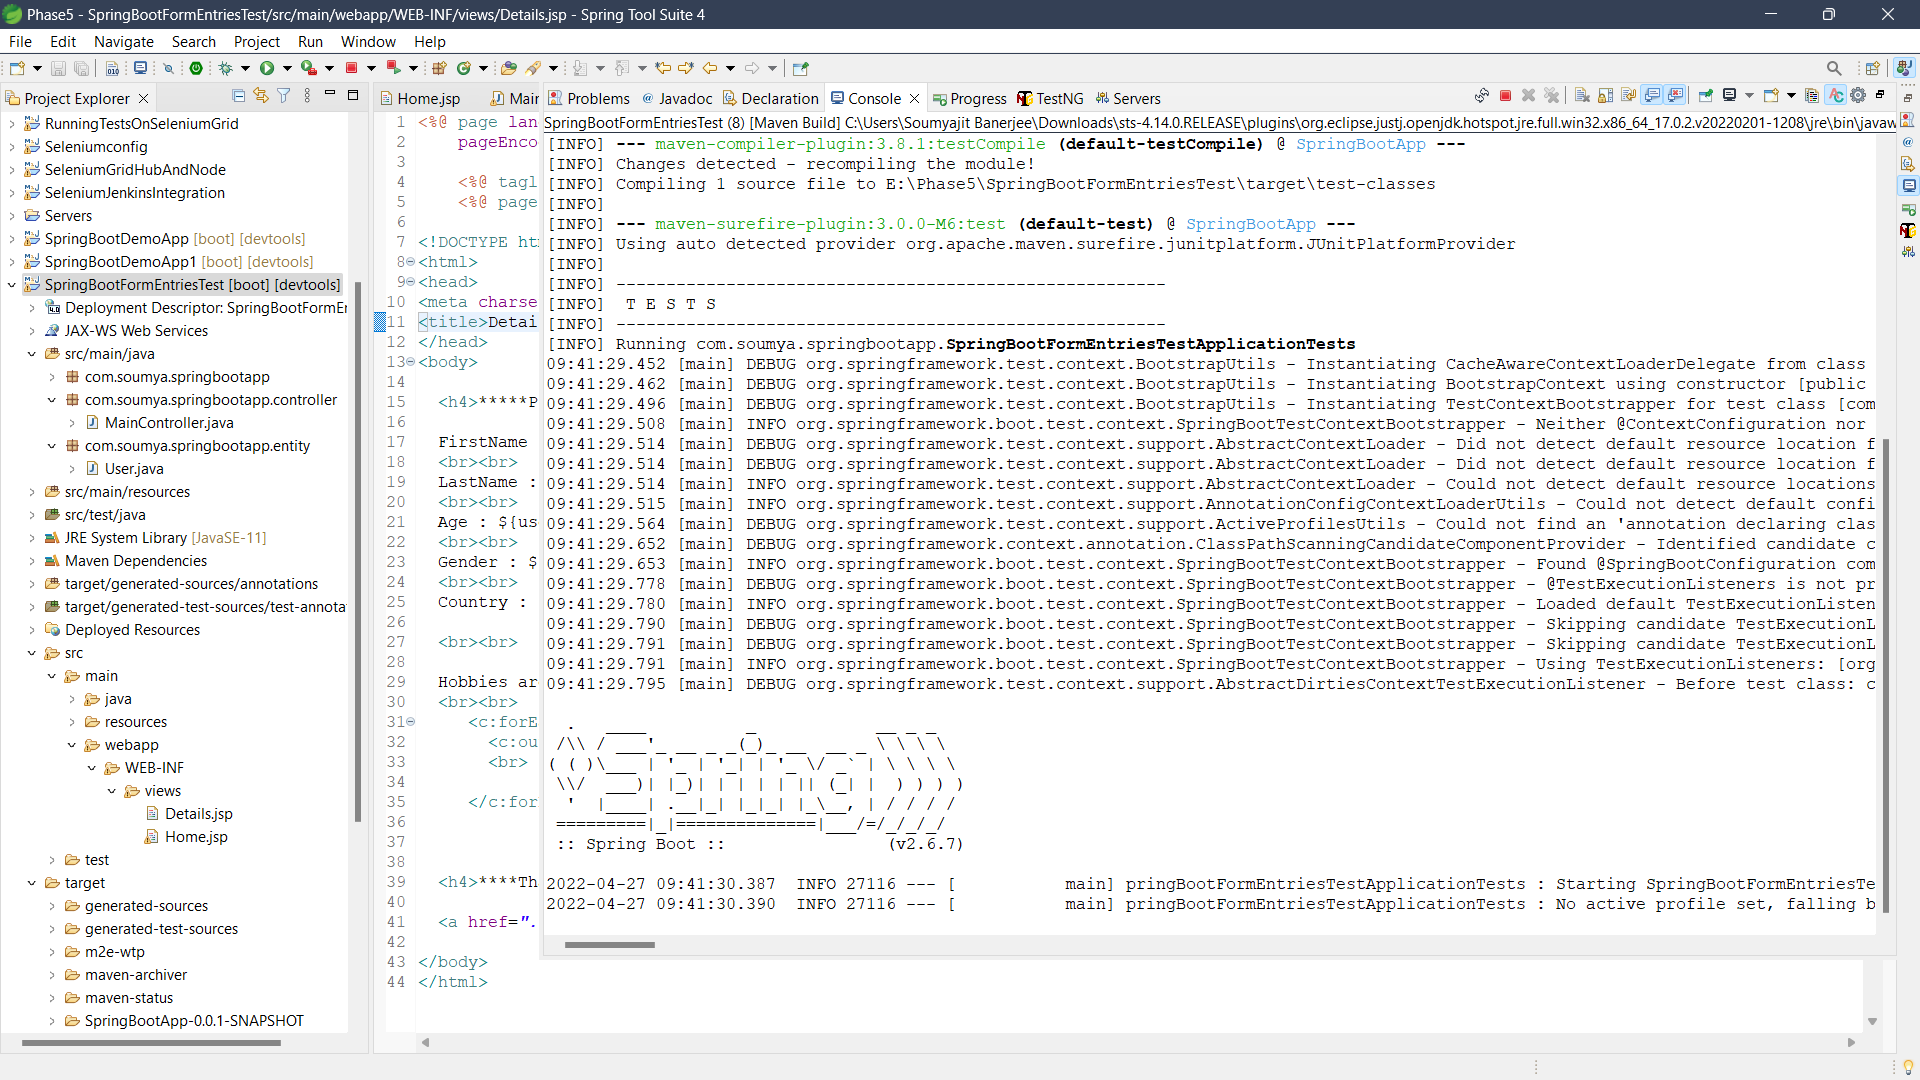 Phase5 - SpringBootFormEntriesTest/src/main/webapp/WEB-INF/views/Details.jsp - Spring Tool Suite 4
File Edit Navigate Search Project Run Window Help
Project Explorer
RunningTestsOnSeleniumGrid
Seleniumconfig
SeleniumGridHubAndNode
SeleniumJenkinsIntegration
Servers
SpringBootDemoApp [boot] [devtools]
SpringBootDemoApp1 [boot] [devtools]
SpringBootFormEntriesTest [boot] [devtools]
Deployment Descriptor: SpringBootFormEr
JAX-WS Web Services
src/main/java
com.soumya.springbootapp
com.soumya.springbootapp.controller
MainController.java
com.soumya.springbootapp.entity
User.java
src/main/resources
src/test/java
JRE System Library [JavaSE-11]
Maven Dependencies
target/generated-sources/annotations
target/generated-test-sources/test-annota
Deployed Resources
src
main
java
resources
webapp
WEB-INF
views
Details.jsp
Home.jsp
test
target
generated-sources
generated-test-sources
m2e-wtp
maven-archiver
maven-status
SpringBootApp-0.0.1-SNAPSHOT
Home.jsp Mair
1 <%@ page lan
2 pageEnco
3
4 <%@ tagl
5 <%@ page
6
7 <!DOCTYPE htm
8 <html>
9 <head>
10 <meta charse
11 <title>Detai
12 </head>
13 <body>
14
15 <h4>*****P
16
17 FirstName
18 <br><br>
19 LastName :
20 <br><br>
21 Age : ${us
22 <br><br>
23 Gender : $
24 <br><br>
25 Country :
26
27 <br><br>
28
29 Hobbies ar
30 <br><br>
31 <c:forE
32 <c:ou
33 <br>
34
35 </c:for
36
37
38
39 <h4>****Th
40
41 <a href=".
42
43 </body>
44 </html>
Problems Javadoc Declaration Console Progress TestNG Servers
SpringBootFormEntriesTest (8) [Maven Build] C:\Users\Soumyajit Banerjee\Downloads\sts-4.14.0.RELEASE\plugins\org.eclipse.justj.openjdk.hotspot.jre.full.win32.x86_64_17.0.2.v20220201-1208\jre\bin\javaw
[INFO] --- maven-compiler-plugin:3.8.1:testCompile (default-testCompile) @ SpringBootApp ---
[INFO] Changes detected - recompiling the module!
[INFO] Compiling 1 source file to E:\Phase5\SpringBootFormEntriesTest\target\test-classes
[INFO]
[INFO] --- maven-surefire-plugin:3.0.0-M6:test (default-test) @ SpringBootApp ---
[INFO] Using auto detected provider org.apache.maven.surefire.junitplatform.JUnitPlatformProvider
[INFO]
[INFO] -------------------------------------------------------
[INFO] T E S T S
[INFO] -------------------------------------------------------
[INFO] Running com.soumya.springbootapp.SpringBootFormEntriesTestApplicationTests
09:41:29.452 [main] DEBUG org.springframework.test.context.BootstrapUtils - Instantiating CacheAwareContextLoaderDelegate from class
09:41:29.462 [main] DEBUG org.springframework.test.context.BootstrapUtils - Instantiating BootstrapContext using constructor [public
09:41:29.496 [main] DEBUG org.springframework.test.context.BootstrapUtils - Instantiating TestContextBootstrapper for test class [com
09:41:29.508 [main] INFO org.springframework.boot.test.context.SpringBootTestContextBootstrapper - Neither @ContextConfiguration nor
09:41:29.514 [main] DEBUG org.springframework.test.context.support.AbstractContextLoader - Did not detect default resource location f
09:41:29.514 [main] DEBUG org.springframework.test.context.support.AbstractContextLoader - Did not detect default resource location f
09:41:29.514 [main] INFO org.springframework.test.context.support.AbstractContextLoader - Could not detect default resource locations
09:41:29.515 [main] INFO org.springframework.test.context.support.AnnotationConfigContextLoaderUtils - Could not detect default confi
09:41:29.564 [main] DEBUG org.springframework.test.context.support.ActiveProfilesUtils - Could not find an 'annotation declaring clas
09:41:29.652 [main] DEBUG org.springframework.context.annotation.ClassPathScanningCandidateComponentProvider - Identified candidate c
09:41:29.653 [main] INFO org.springframework.boot.test.context.SpringBootTestContextBootstrapper - Found @SpringBootConfiguration com
09:41:29.778 [main] DEBUG org.springframework.boot.test.context.SpringBootTestContextBootstrapper - @TestExecutionListeners is not pr
09:41:29.780 [main] INFO org.springframework.boot.test.context.SpringBootTestContextBootstrapper - Loaded default TestExecutionListen
09:41:29.790 [main] DEBUG org.springframework.boot.test.context.SpringBootTestContextBootstrapper - Skipping candidate TestExecutionL
09:41:29.791 [main] DEBUG org.springframework.boot.test.context.SpringBootTestContextBootstrapper - Skipping candidate TestExecutionL
09:41:29.791 [main] INFO org.springframework.boot.test.context.SpringBootTestContextBootstrapper - Using TestExecutionListeners: [org
09:41:29.795 [main] DEBUG org.springframework.test.context.support.AbstractDirtiesContextTestExecutionListener - Before test class: c
Spring
:: Spring Boot :: (v2.6.7)
2022-04-27 09:41:30.387 INFO 27116 --- [ main] pringBootFormEntriesTestApplicationTests : Starting SpringBootFormEntriesTe
2022-04-27 09:41:30.390 INFO 27116 --- [ main] pringBootFormEntriesTestApplicationTests : No active profile set, falling b